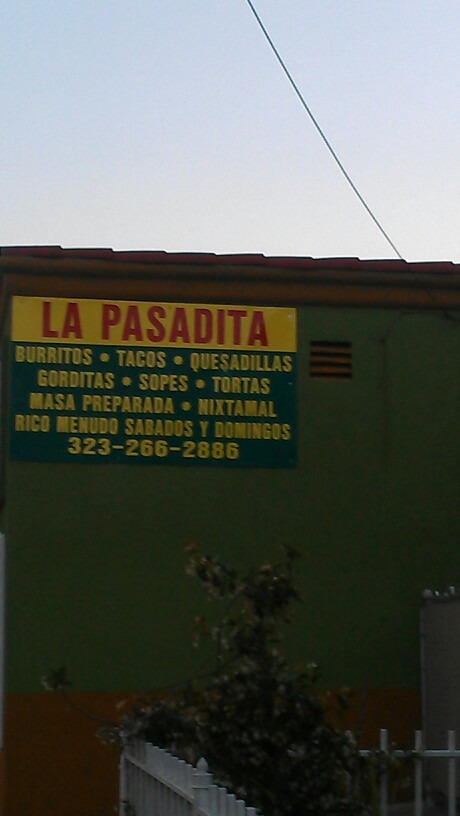 LA PASADITA
BURRITOS • TACOS • QUESADILLAS
GORDITAS • SOPES • TORTAS
MASA PREPARADA • NIXTAMAL
RICO MENUDO SABADOS Y DOMINGOS
323-266-2886